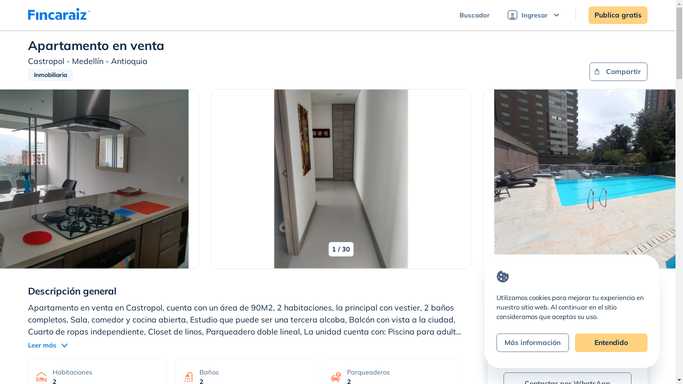 Fincaraiz
Buscador
Ingresar
Publica gratis
Apartamento en venta
Castropol - Medellín - Antioquia
Inmobiliaria
Compartir
1 / 30
Descripción general
Apartamento en venta en Castropol, cuenta con un área de 90M2, 2 habitaciones, la principal con vestier, 2 baños
completos, Sala, comedor y cocina abierta, Estudio que puede ser una tercera alcoba, Balcón con vista a la ciudad,
Cuarto de ropas independiente, Closet de linos, Parqueadero doble lineal, La unidad cuenta con: Piscina para adult...
Leer más
Habitaciones
2
Baños
2
Parqueaderos
2
Utilizamos cookies para mejorar tu experiencia en
nuestro sitio web. Al continuar en el sitio
consideramos que aceptas su uso.
Más información
Entendido
Contactar por WhatsApp